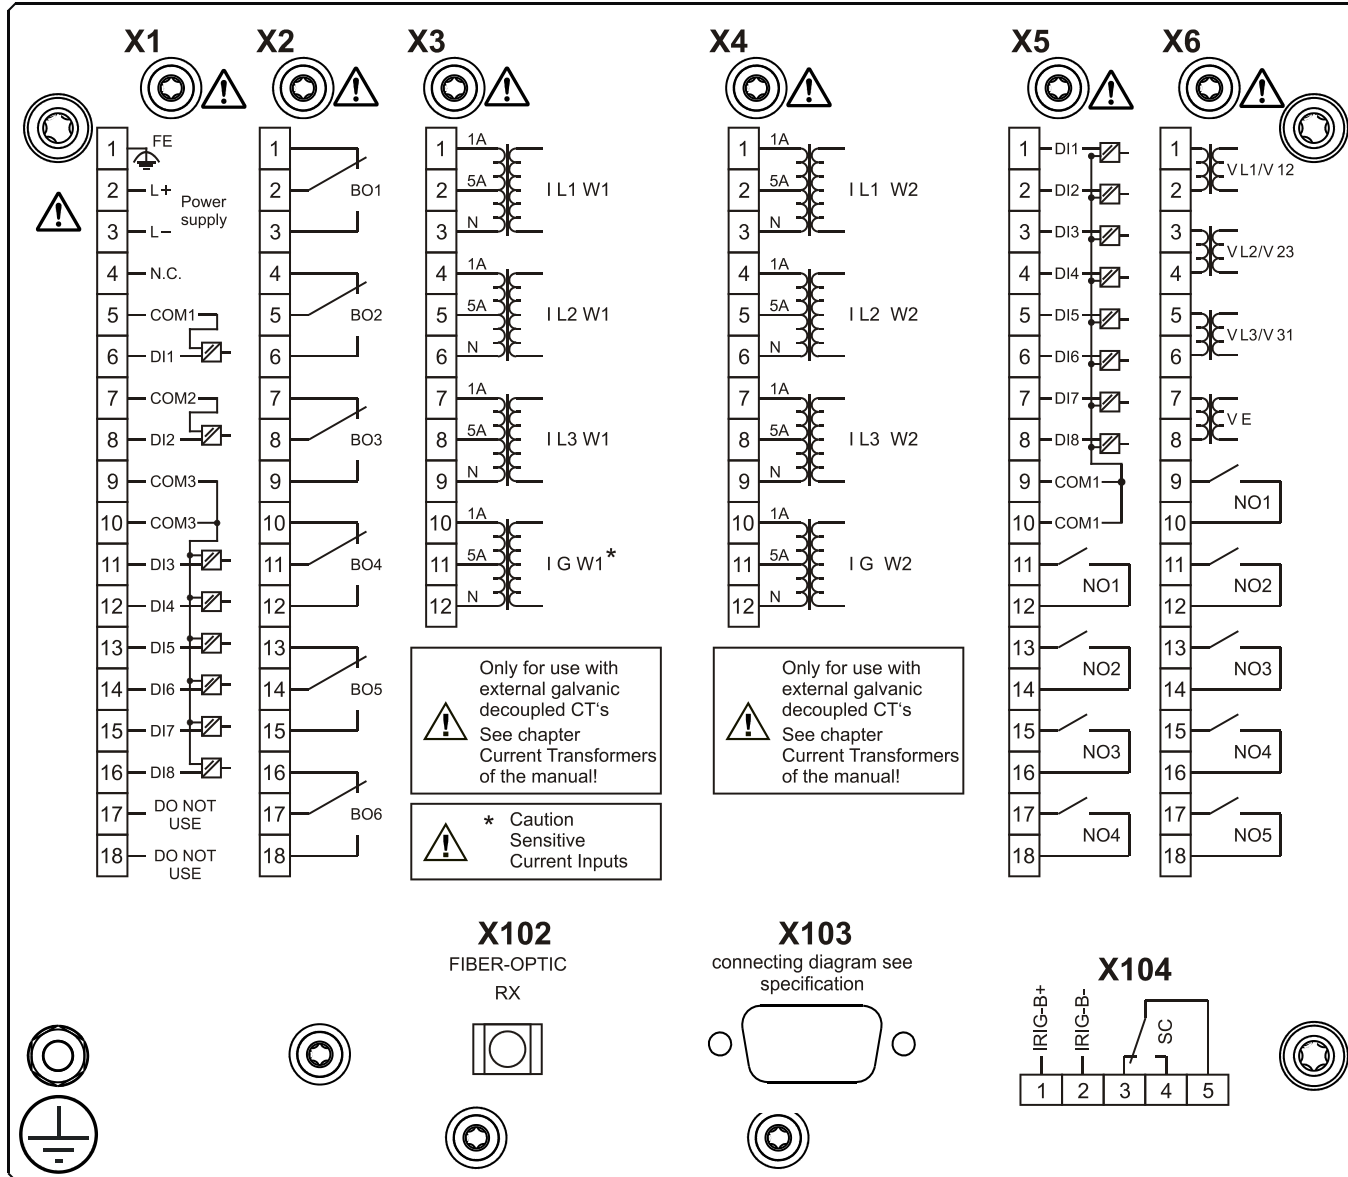 X1
1
FE
2
L+
Power
supply
3
L−
4
N.C.
5
COM1
6
DI1
7
COM2
8
DI2
9
COM3
10
COM3
11
DI3
12
DI4
13
DI5
14
DI6
15
DI7
16
DI8
17
DO NOT
USE
18
DO NOT
USE
X2
1
2
BO1
3
4
5
BO2
6
7
8
BO3
9
10
11
BO4
12
13
14
BO5
15
16
17
BO6
18
X3
1
1A
2
5A
I L1 W1
3
N
4
1A
5
5A
I L2 W1
6
N
7
1A
8
5A
I L3 W1
9
N
10
1A
11
5A
I G W1*
12
N
Only for use with
external galvanic
decoupled CT‘s
See chapter
Current Transformers
of the manual!
* Caution
Sensitive
Current Inputs
X4
1
1A
2
5A
I L1 W2
3
N
4
1A
5
5A
I L2 W2
6
N
7
1A
8
5A
I L3 W2
9
N
10
1A
11
5A
I G W2
12
N
Only for use with
external galvanic
decoupled CT‘s
See chapter
Current Transformers
of the manual!
X5
1
DI1
2
DI2
3
DI3
4
DI4
5
DI5
6
DI6
7
DI7
8
DI8
9
COM1
10
COM1
11
NO1
12
13
NO2
14
15
NO3
16
17
NO4
18
X6
1
V L1/V 12
2
3
V L2/V 23
4
5
V L3/V 31
6
7
V E
8
9
NO1
10
11
NO2
12
13
NO3
14
15
NO4
16
17
NO5
18
X102
FIBER-OPTIC
RX
X103
connecting diagram see
specification
X104
IRIG-B+
IRIG-B-
SC
1 2 3 4 5